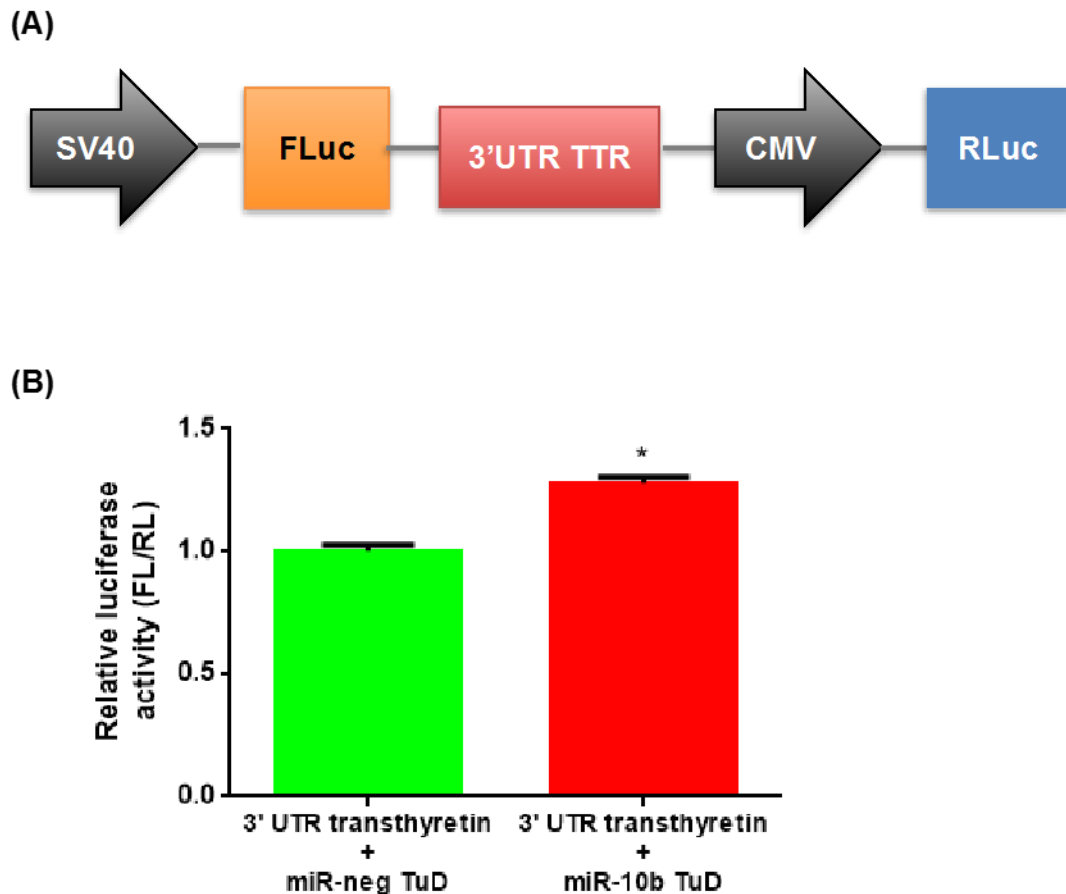 (A)
SV40 FLuc 3'UTR TTR CMV RLuc
(B)
Relative luciferase
activity (FL/RL)
1.5
1.0
0.5
0.0
*
3' UTR transthyretin
+
miR-neg TuD
3' UTR transthyretin
+
miR-10b TuD